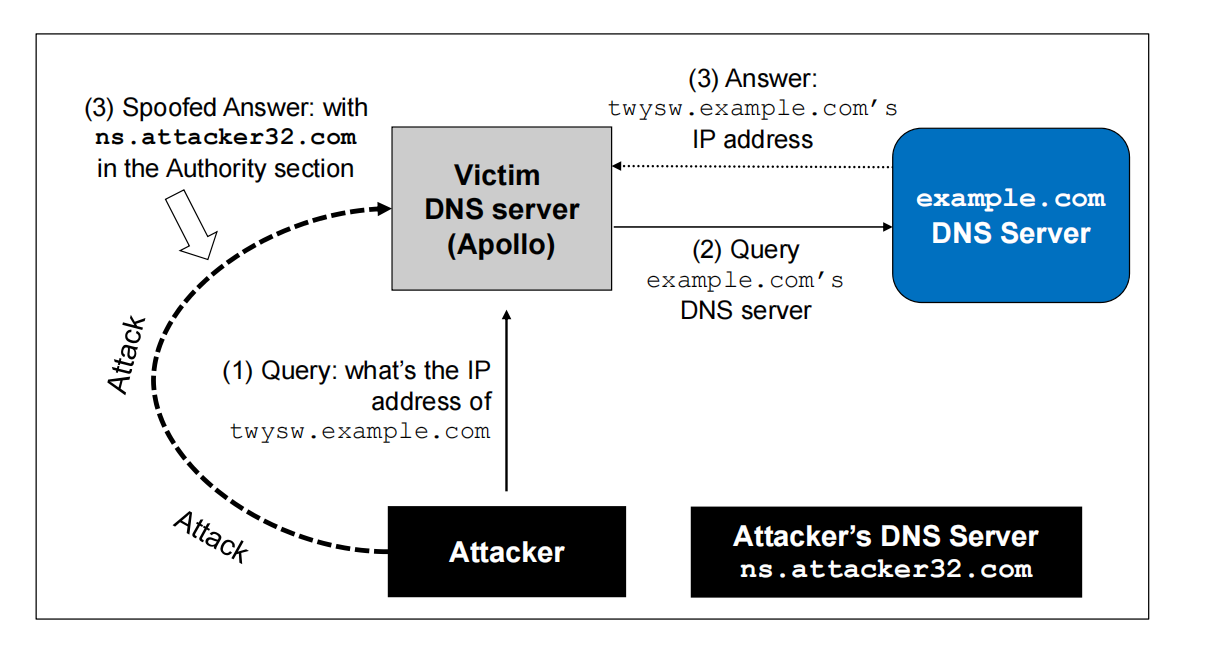 (3) Spoofed Answer: with
ns.attacker32.com
in the Authority section
(3) Answer:
twysw.example.com’s
IP address
Victim
DNS server
(Apollo)
example.com
DNS Server
(2) Query
example.com’s
DNS server
Attack
(1) Query: what’s the IP
address of
twysw.example.com
Attack
Attacker
Attacker’s DNS Server
ns.attacker32.com